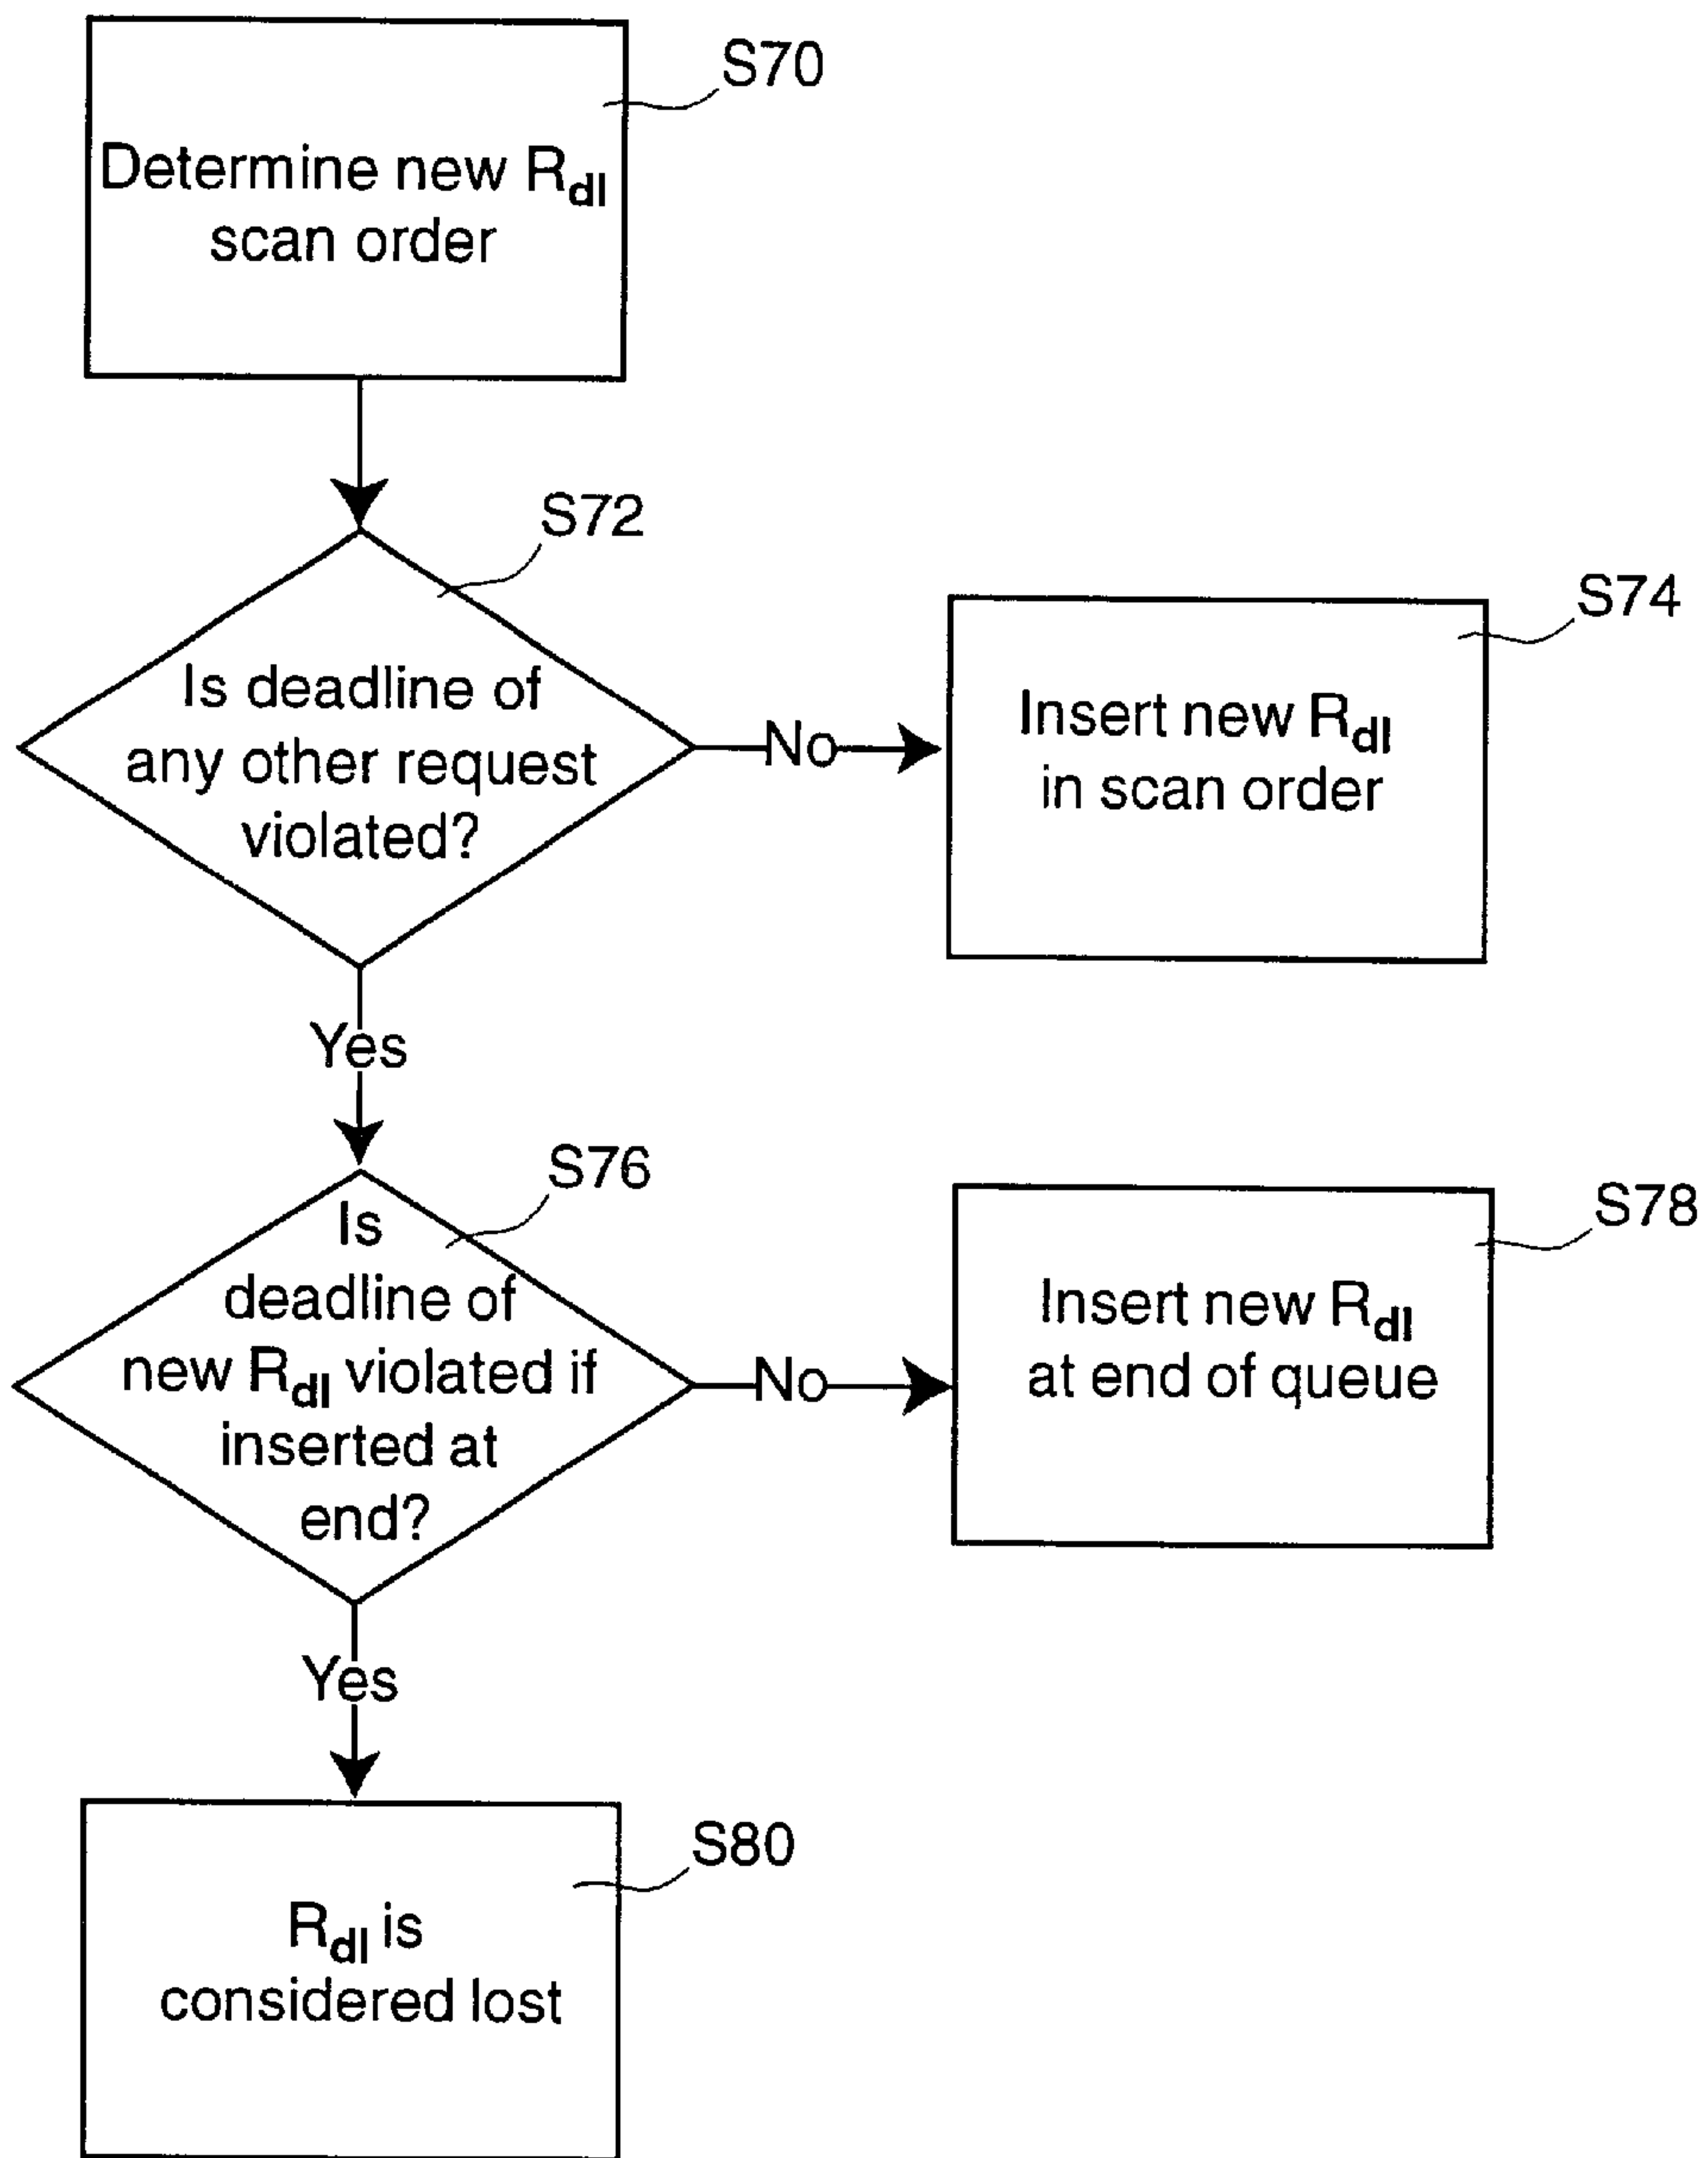 S70
Determine new Rdl
scan order
S72
Is deadline of
any other request
violated?
No
S74
Insert new Rdl
in scan order
Yes
S76
Is
deadline of
new Rdl violated if
inserted at
end?
No
S78
Insert new Rdl
at end of queue
Yes
S80
Rdl is
considered lost